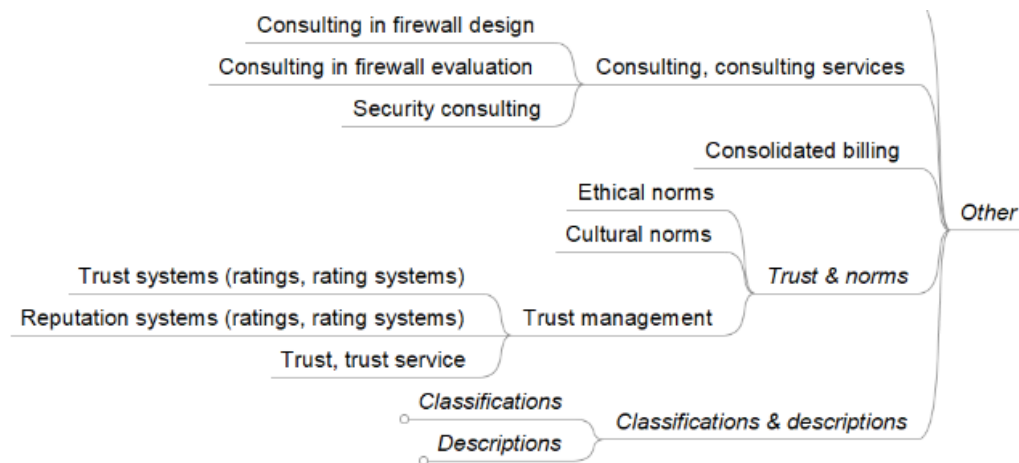 Consulting in firewall design
Consulting in firewall evaluation
Consulting, consulting services
Security consulting
Consolidated billing
Ethical norms
Other
Cultural norms
Trust systems (ratings, rating systems)
Trust & norms
Reputation systems (ratings, rating systems)
Trust management
Trust, trust service
Classifications
Classifications & descriptions
Descriptions